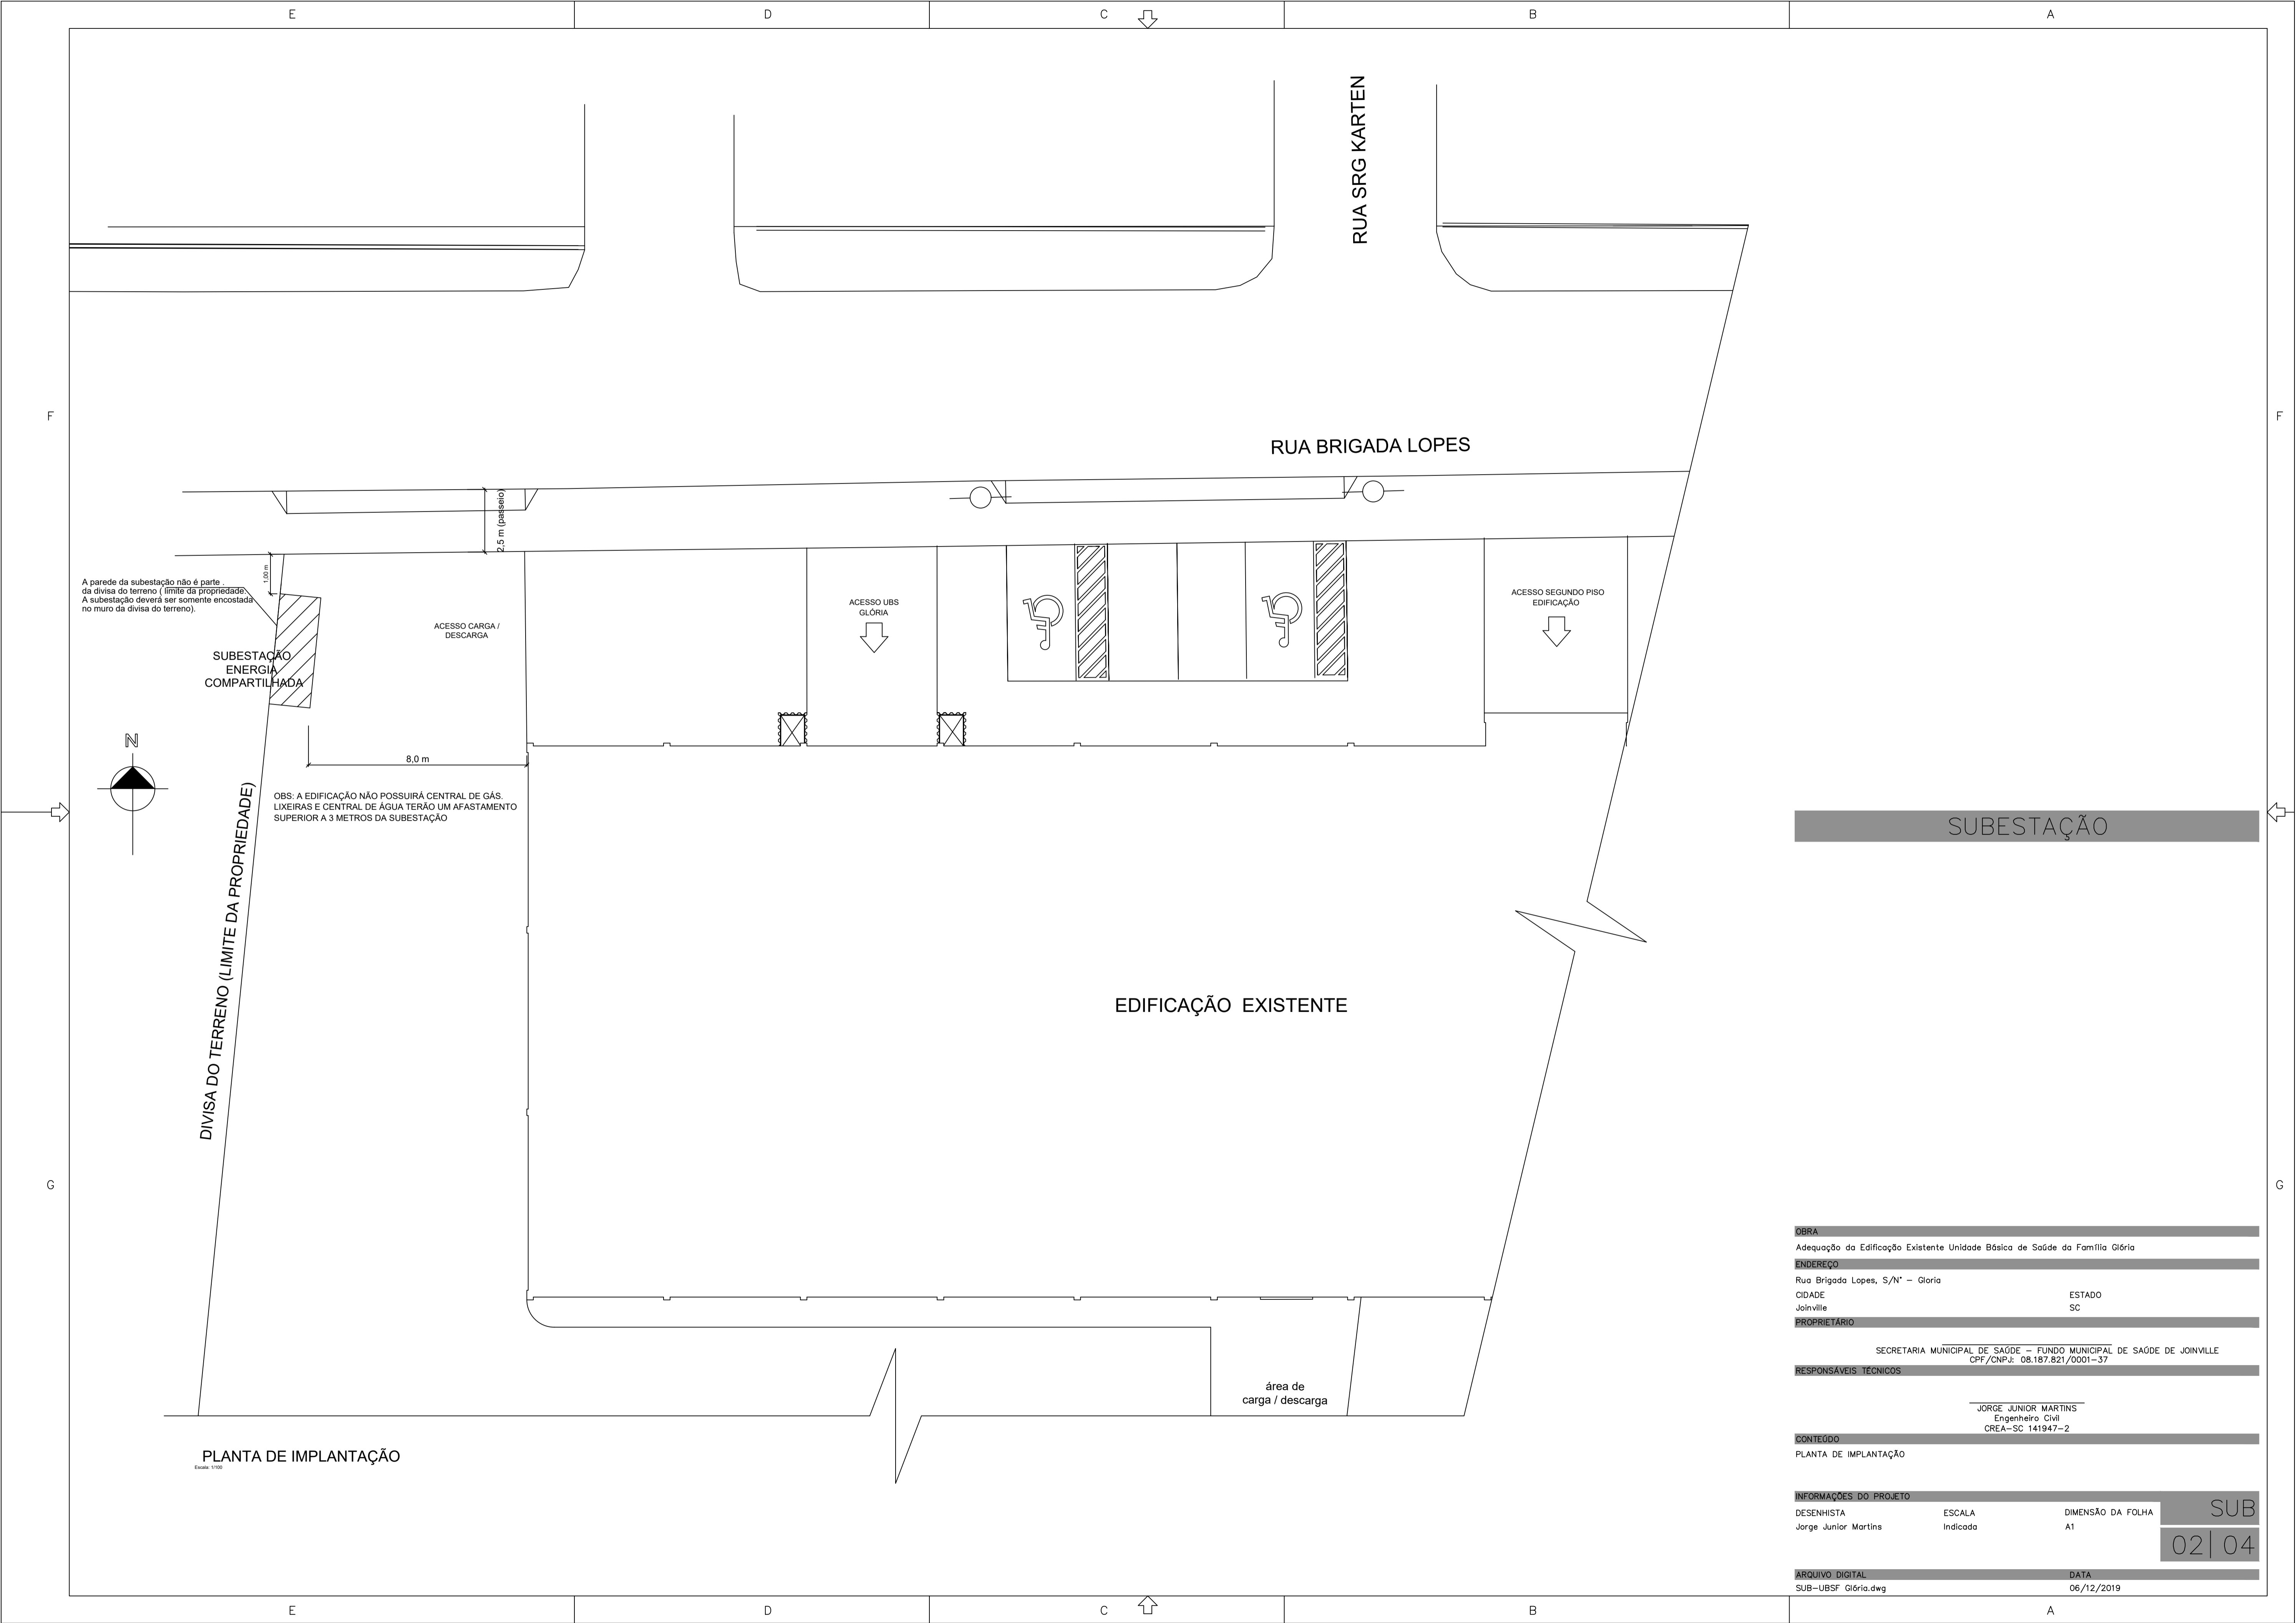 E
D
C
B
A
RUA SRG KARTEN
F
F
RUA BRIGADA LOPES
2,5 m (passeio)
1,00 m
A parede da subestação não é parte .
da divisa do terreno ( limite da propriedade.
A subestação deverá ser somente encostada
no muro da divisa do terreno).
ACESSO CARGA /
DESCARGA
ACESSO UBS
GLÓRIA
ACESSO SEGUNDO PISO
EDIFICAÇÃO
SUBESTAÇÃO
ENERGIA
COMPARTILHADA
N
8,0 m
OBS: A EDIFICAÇÃO NÃO POSSUIRÁ CENTRAL DE GÁS.
LIXEIRAS E CENTRAL DE ÁGUA TERÃO UM AFASTAMENTO
SUPERIOR A 3 METROS DA SUBESTAÇÃO
DIVISA DO TERRENO (LIMITE DA PROPRIEDADE)
SUBESTAÇÃO
EDIFICAÇÃO EXISTENTE
G
G
área de
carga / descarga
PLANTA DE IMPLANTAÇÃO
Escala: 1/100
OBRA
Adequação da Edificação Existente Unidade Básica de Saúde da Família Glória
ENDEREÇO
Rua Brigada Lopes, S/N° – Gloria
CIDADE ESTADO
Joinville SC
PROPRIETÁRIO
SECRETARIA MUNICIPAL DE SAÚDE – FUNDO MUNICIPAL DE SAÚDE DE JOINVILLE
CPF/CNPJ: 08.187.821/0001–37
RESPONSÁVEIS TÉCNICOS
JORGE JUNIOR MARTINS
Engenheiro Civil
CREA–SC 141947–2
CONTEÚDO
PLANTA DE IMPLANTAÇÃO
INFORMAÇÕES DO PROJETO
DESENHISTA ESCALA DIMENSÃO DA FOLHA
Jorge Junior Martins Indicada A1
SUB
02| 04
ARQUIVO DIGITAL DATA
SUB–UBSF Glória.dwg 06/12/2019
E
D
C
B
A